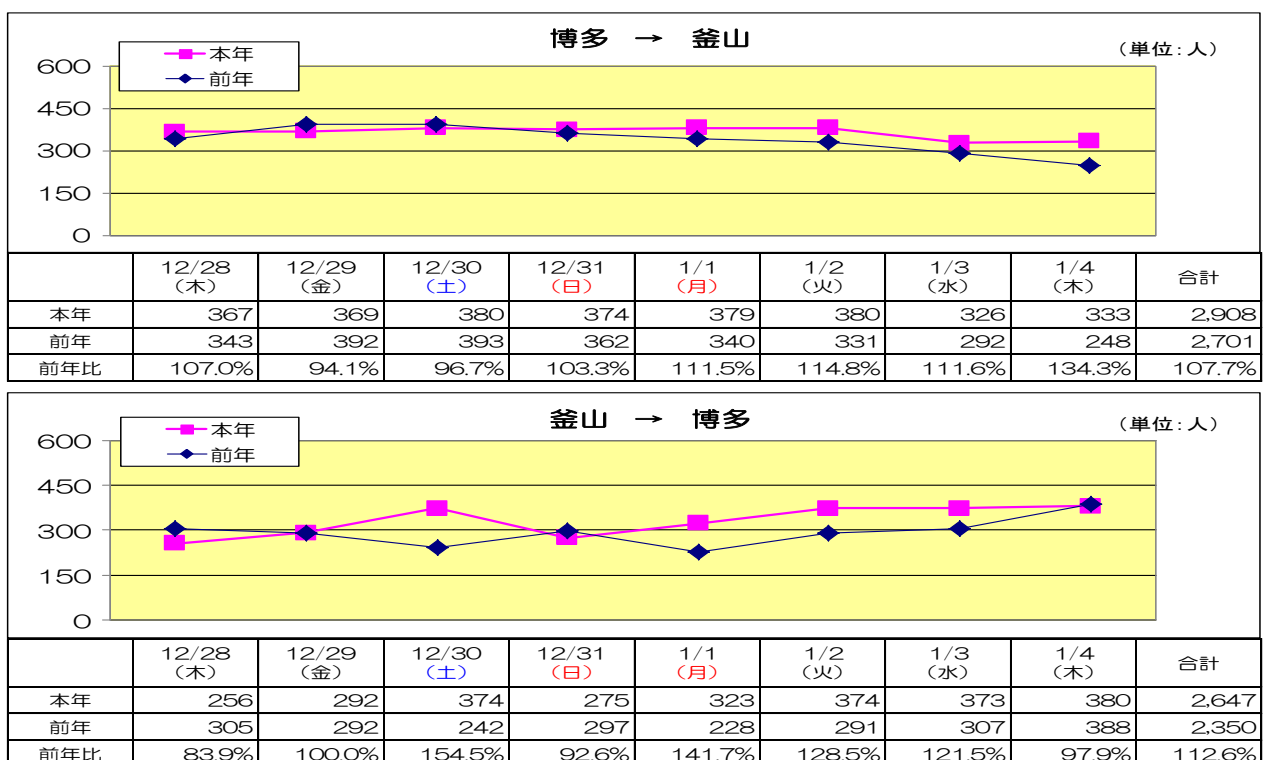 博多 → 釜山
(単位:人)
本年
前年
600
450
300
150
0
12/28 12/29 12/30 12/31 1/1 1/2 1/3 1/4 合計
(木) (金) (土) (日) (月) (火) (水) (木)
本年 367 369 380 374 379 380 326 333 2,908
前年 343 392 393 362 340 331 292 248 2,701
前年比 107.0% 94.1% 96.7% 103.3% 111.5% 114.8% 111.6% 134.3% 107.7%
釜山 → 博多
(単位:人)
本年
前年
600
450
300
150
0
12/28 12/29 12/30 12/31 1/1 1/2 1/3 1/4 合計
(木) (金) (土) (日) (月) (火) (水) (木)
本年 256 292 374 275 323 374 373 380 2,647
前年 305 292 242 297 228 291 307 388 2,350
前年比 83.9% 100.0% 154.5% 92.6% 141.7% 128.5% 121.5% 97.9% 112.6%